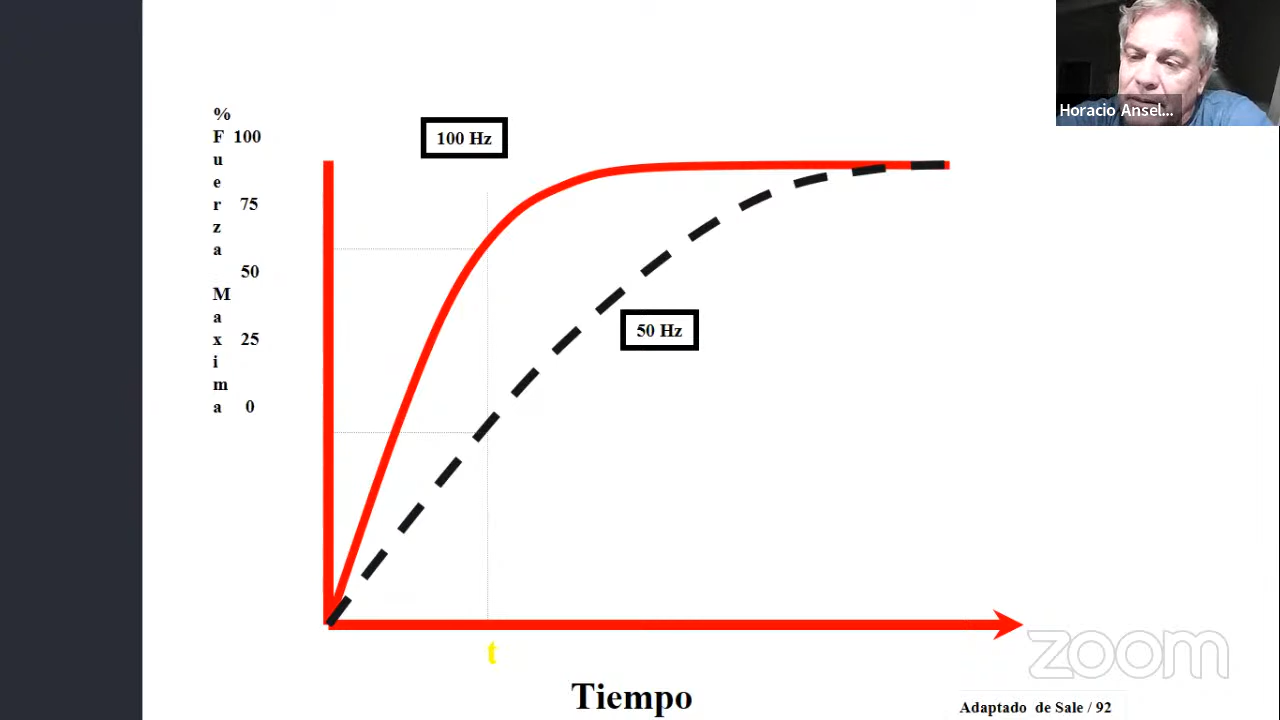 %
F 100
u
e
r 75
z
a
50
M
a
x 25
i
m
a 0
100 Hz
50 Hz
t
Tiempo
Adaptado de Sale / 92
Horacio Ansel...
zoom